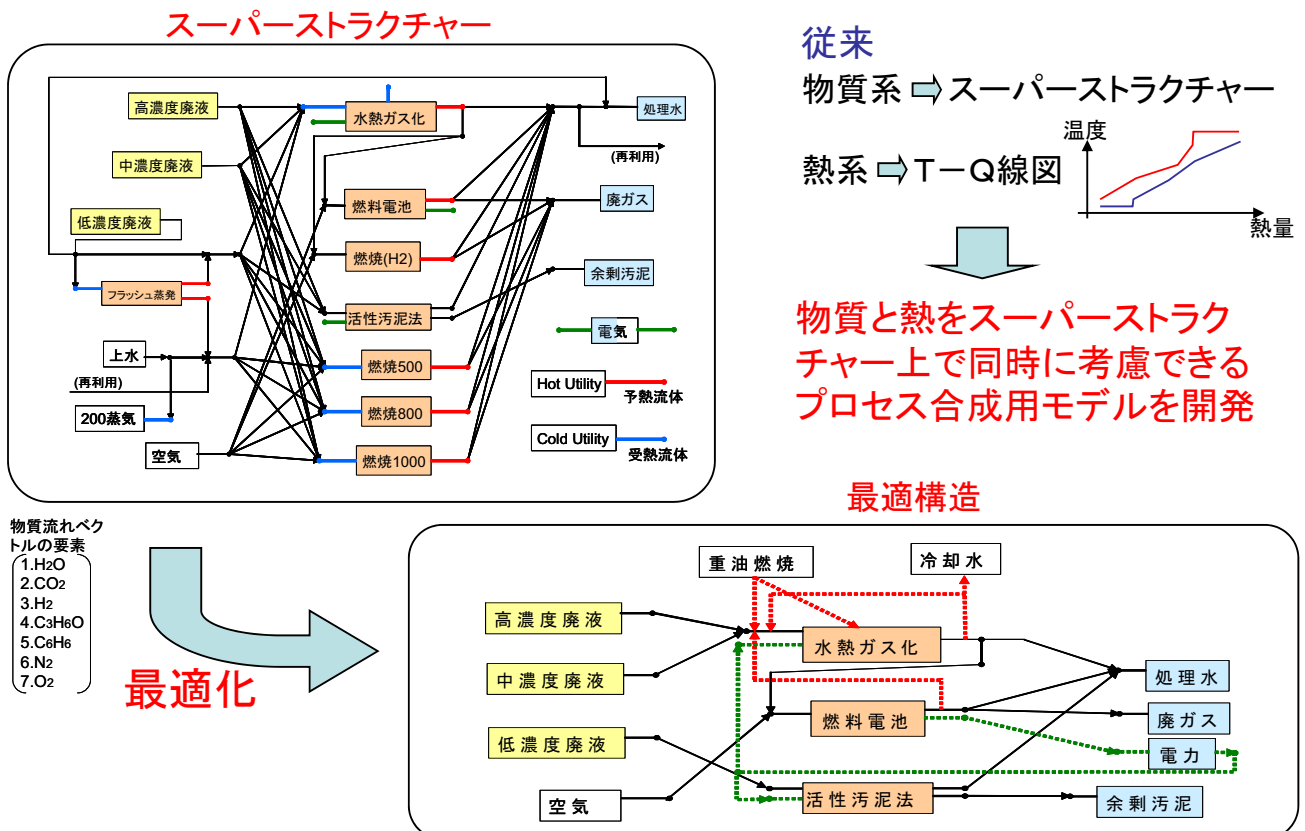 スーパーストラクチャー
高濃度廃液
中濃度廃液
低濃度廃液
フラッシュ蒸発
上水
(再利用)
200蒸気
空気
水熱ガス化
燃料電池
燃焼(H2)
活性汚泥法
燃焼500
燃焼800
燃焼1000
処理水
(再利用)
廃ガス
余剰汚泥
電気
Hot Utility
予熱流体
Cold Utility
受熱流体
従来
物質系⇨スーパーストラクチャー
熱系⇨T－Q線図
温度
熱量
物質と熱をスーパーストラク
チャー上で同時に考慮できる
プロセス合成用モデルを開発
物質流れベク
トルの要素
1.H2O
2.CO2
3.H2
4.C3H6O
5.C6H6
6.N2
7.O2
最適化
最適構造
重油燃焼
冷却水
高濃度廃液
中濃度廃液
低濃度廃液
空気
水熱ガス化
燃料電池
活性汚泥法
処理水
廃ガス
電力
余剰汚泥